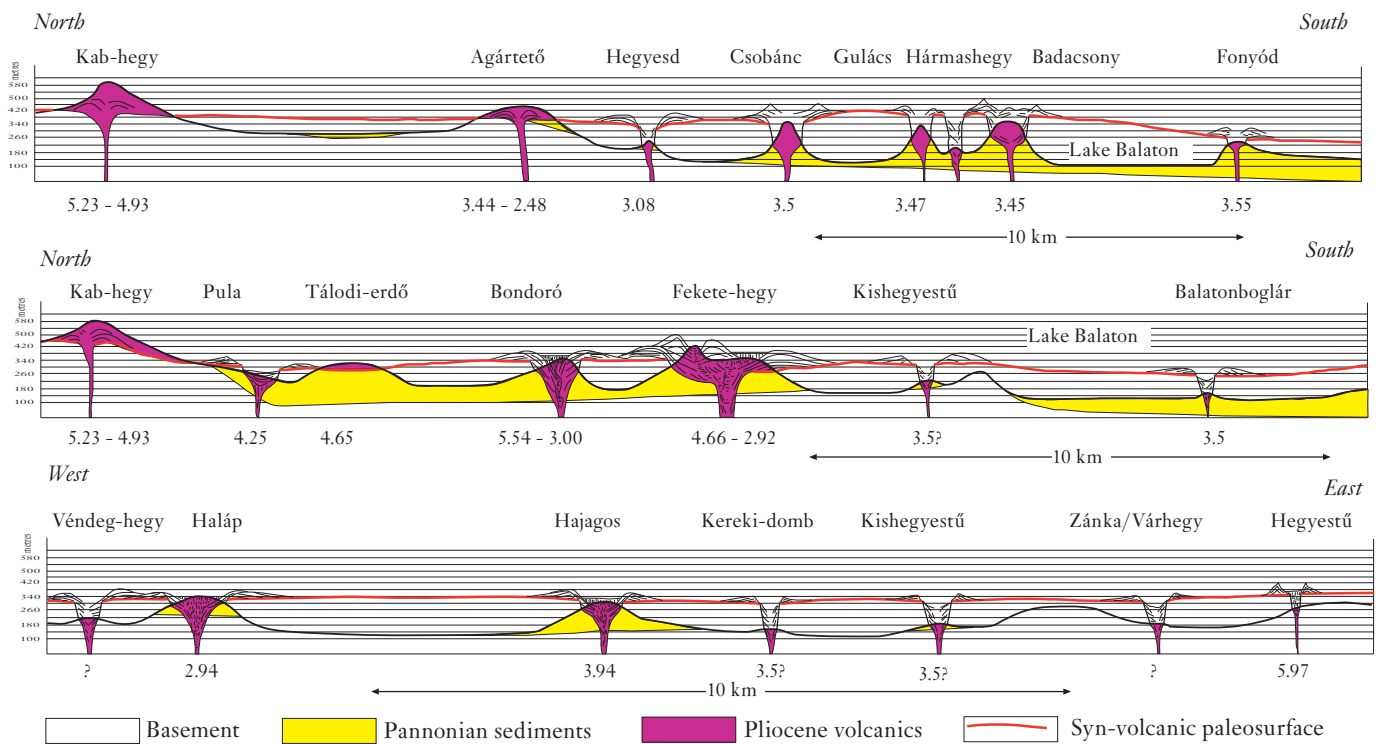 North South
Kab-hegy Agártető Hegyesd Csobánc Gulács Hármashegy Badacsony Fonyód
metres
580
500
420
340
260
180
100
Lake Balaton
5.23 - 4.93 3.44 - 2.48 3.08 3.5 3.47 3.45 3.55
10 km
North South
Kab-hegy Pula Tálodi-erdő Bondoró Fekete-hegy Kishegyestű Balatonboglár
metres
580
500
420
340
260
180
100
Lake Balaton
5.23 - 4.93 4.25 4.65 5.54 - 3.00 4.66 - 2.92 3.5? 3.5
10 km
West East
Véndeg-hegy Haláp Hajagos Kereki-domb Kishegyestű Zánka/Várhegy Hegyestű
metres
580
500
420
340
260
180
100
? 2.94 3.94 3.5? 3.5? ? 5.97
10 km
Basement Pannonian sediments Pliocene volcanics Syn-volcanic paleosurface